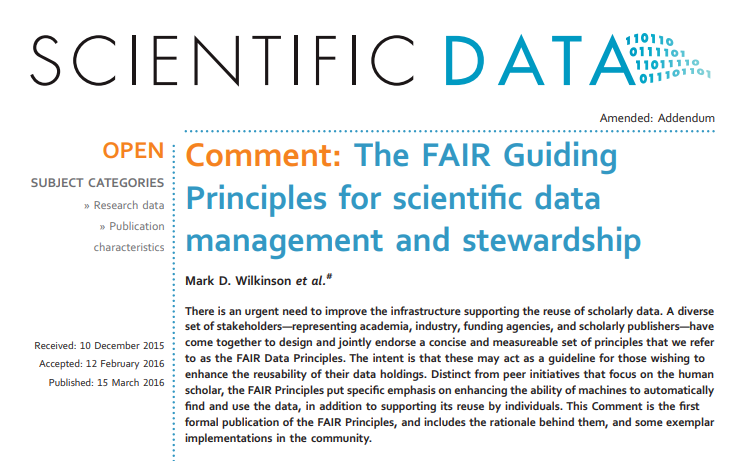 SCIENTIFIC DATA
110110
0111101
11011110
011101101
Amended: Addendum
OPEN
SUBJECT CATEGORIES
» Research data
» Publication
characteristics
Received: 10 December 2015
Accepted: 12 February 2016
Published: 15 March 2016
Comment: The FAIR Guiding
Principles for scientific data
management and stewardship
Mark D. Wilkinson et al.#
There is an urgent need to improve the infrastructure supporting the reuse of scholarly data. A diverse
set of stakeholders—representing academia, industry, funding agencies, and scholarly publishers—have
come together to design and jointly endorse a concise and measureable set of principles that we refer
to as the FAIR Data Principles. The intent is that these may act as a guideline for those wishing to
enhance the reusability of their data holdings. Distinct from peer initiatives that focus on the human
scholar, the FAIR Principles put specific emphasis on enhancing the ability of machines to automatically
find and use the data, in addition to supporting its reuse by individuals. This Comment is the first
formal publication of the FAIR Principles, and includes the rationale behind them, and some exemplar
implementations in the community.